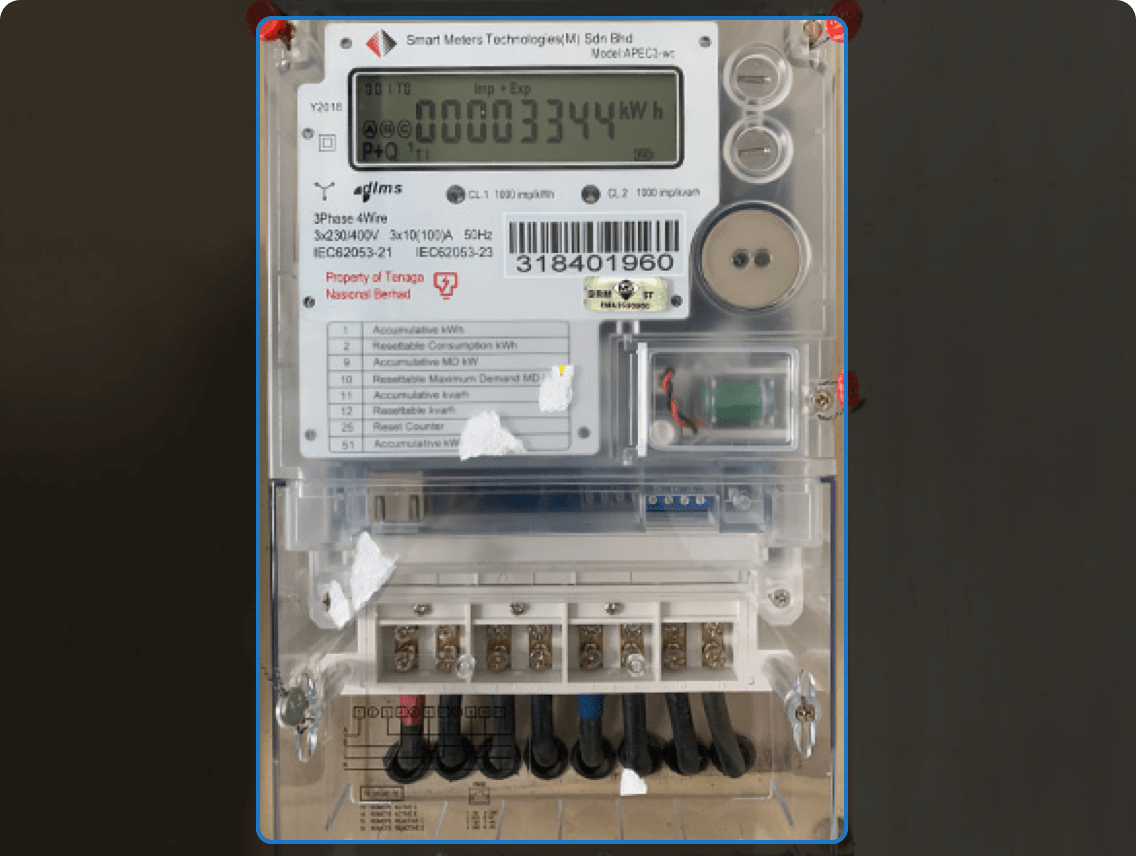 Smart Meters Technologies(M) Sdn Bhd
Model:APEC3-wc
Imp + Exp
Y2018
00003344 kWh
A B C
P+Q
T1
dlms
CL 1 1000 imp/kWh
CL 2 1000 imp/kvarh
3Phase 4Wire
3x230/400V 3x10(100)A 50Hz
IEC62053-21 IEC62053-23
318401960
Property of Tenaga
Nasional Berhad
SIRIM ST
1 Accumulative kWh
2 Resettable Consumption kWh
9 Accumulative MD kW
10 Resettable Maximum Demand MD
11 Accumulative kvarh
12 Resettable kvarh
25 Reset Counter
51 Accumulative